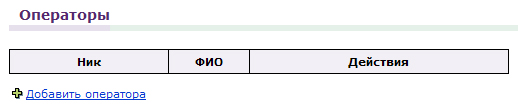 Операторы
Ник ФИО Действия
Добавить оператора